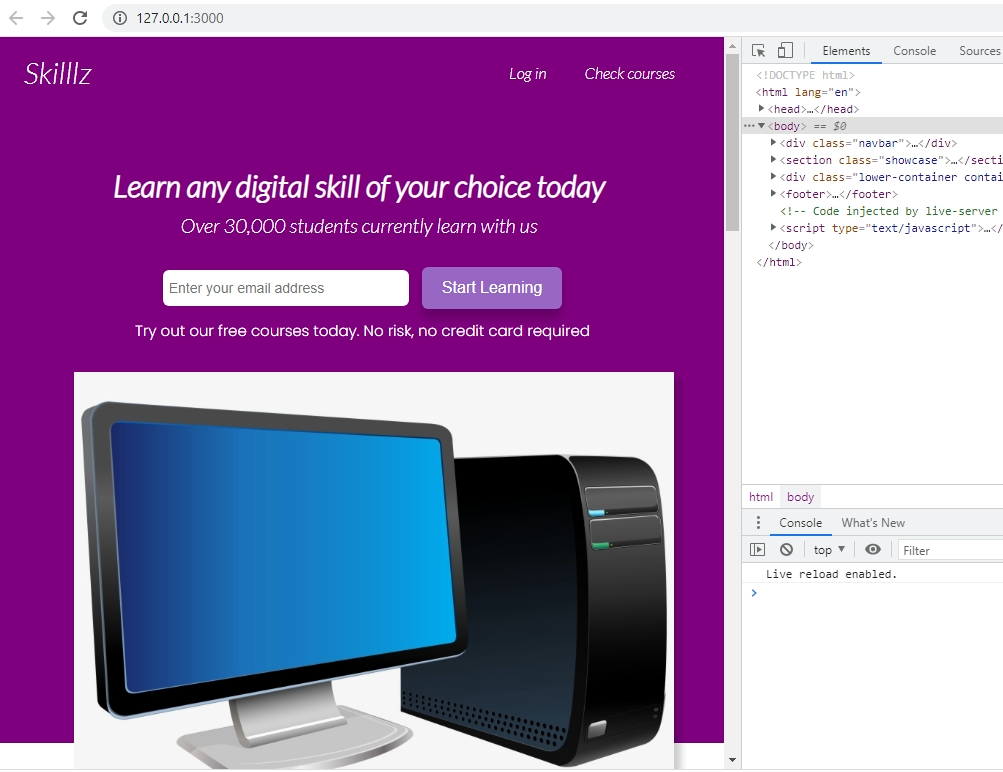 127.0.0.1:3000
Skilllz
Log in
Check courses
Learn any digital skill of your choice today
Over 30,000 students currently learn with us
Enter your email address
Start Learning
Try out our free courses today. No risk, no credit card required
Elements Console Sources
<!DOCTYPE html>
<html lang="en">
<head>…</head>
<body> == $0
<div class="navbar">…</div>
<section class="showcase">…</secti
<div class="lower-container contai
<footer>…</footer>
<!-- Code injected by live-server
<script type="text/javascript">…</
</body>
</html>
html body
Console What's New
top Filter
Live reload enabled.